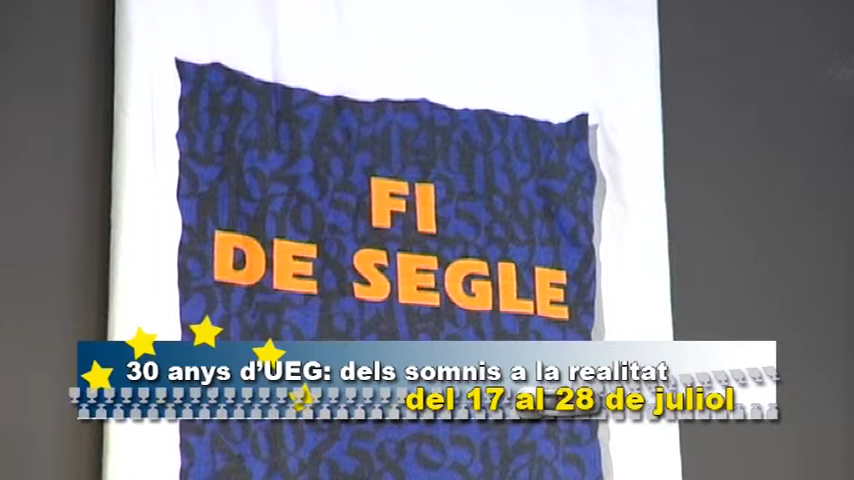 FI
DE SEGLE
30 anys d'UEG: dels somnis a la realitat
del 17 al 28 de juliol